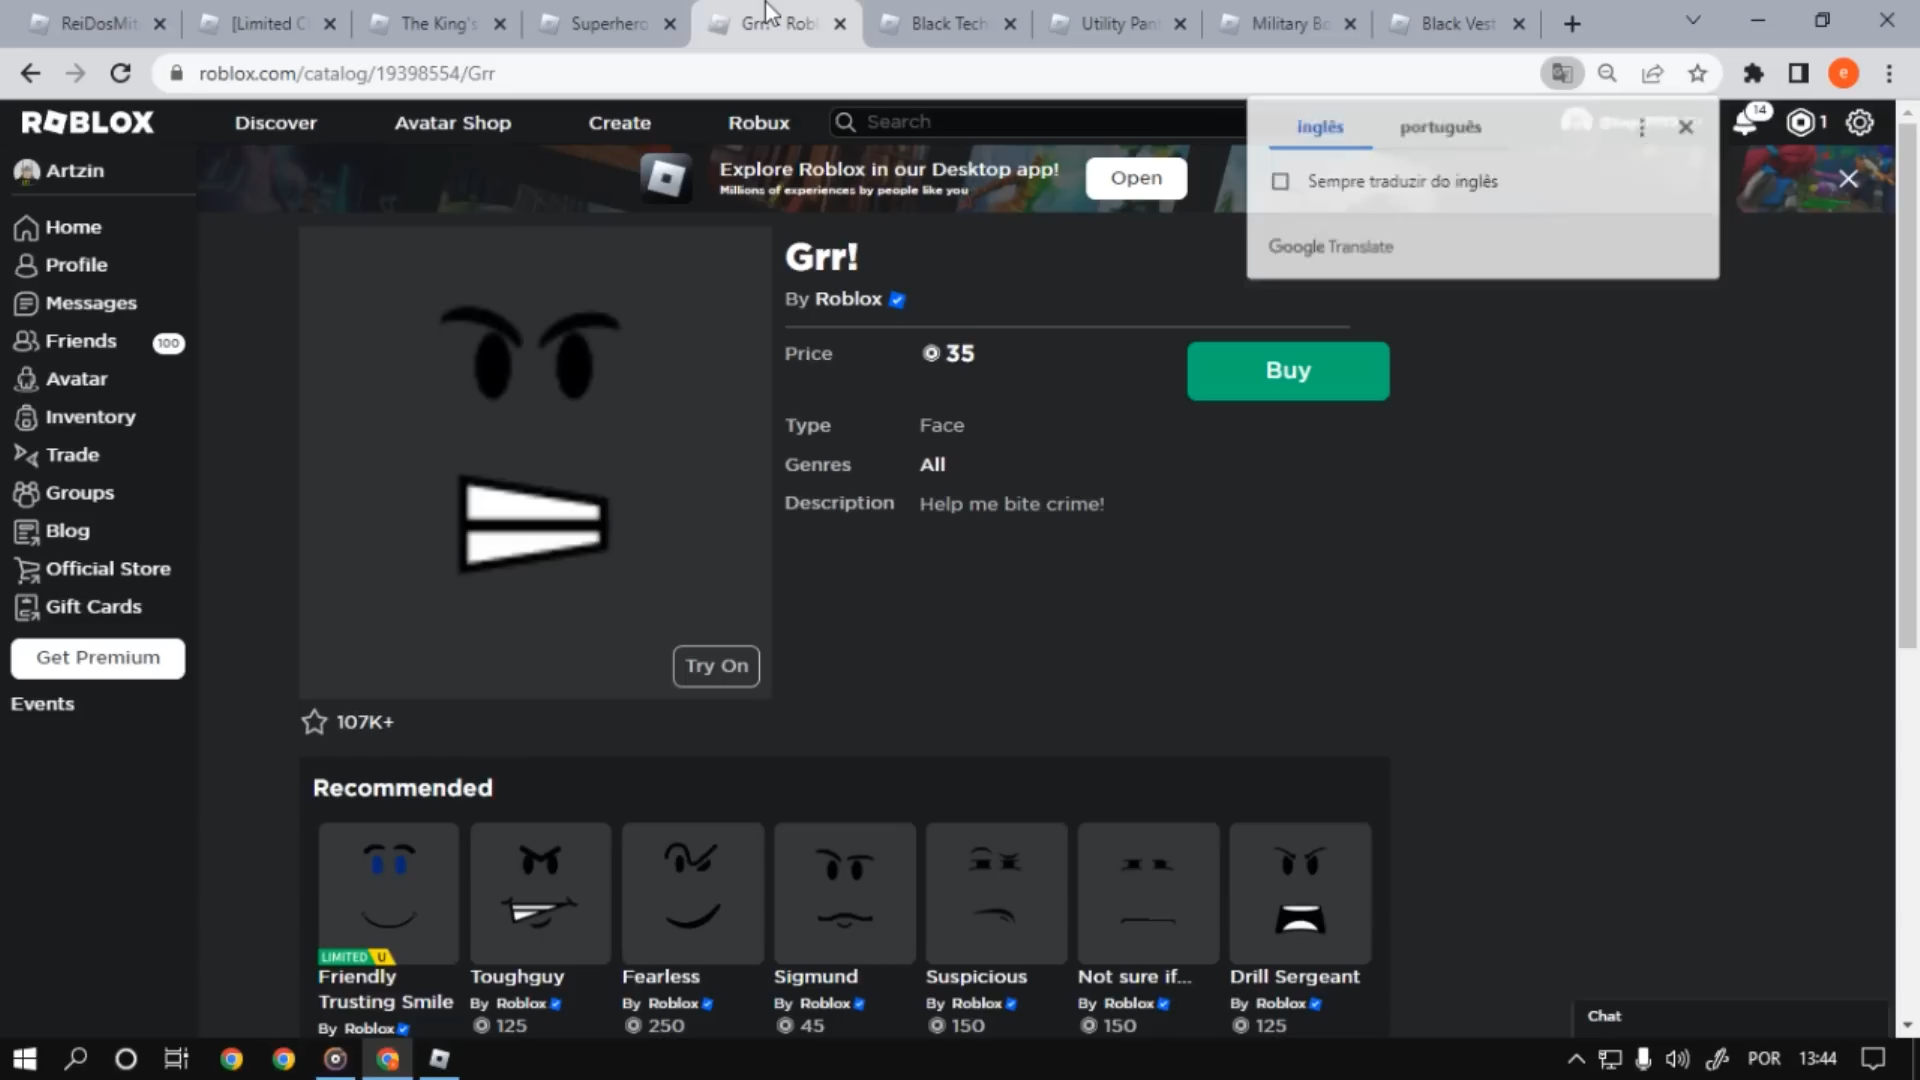 ReiDosMit
[Limited C
The King's
Superhero
Grr! - Robl
Black Tech
Utility Pan
Military Bo
Black Vest
roblox.com/catalog/19398554/Grr
e
ROBLOX
Discover
Avatar Shop
Create
Robux
Search
14
1
inglês
português
Sempre traduzir do inglês
Google Translate
Artzin
Explore Roblox in our Desktop app!
Millions of experiences by people like you
Open
Home
Profile
Messages
Friends
100
Avatar
Inventory
Trade
Groups
Blog
Official Store
Gift Cards
Get Premium
Events
Grr!
By Roblox
Price
35
Buy
Type
Face
Genres
All
Description
Help me bite crime!
Try On
107K+
Recommended
LIMITED U
Friendly
Trusting Smile
By Roblox
Toughguy
By Roblox
125
Fearless
By Roblox
250
Sigmund
By Roblox
45
Suspicious
By Roblox
150
Not sure if...
By Roblox
150
Drill Sergeant
By Roblox
125
Chat
POR
13:44